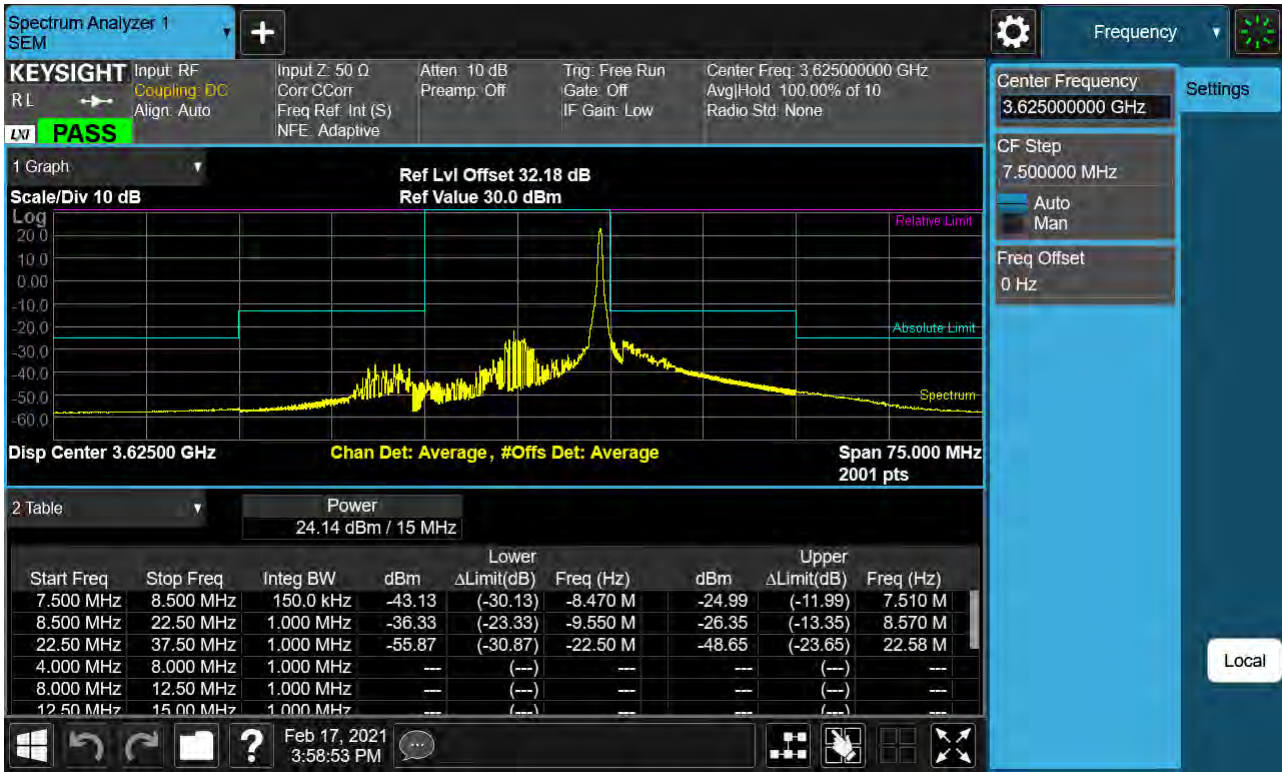 Spectrum Analyzer 1
SEM
+
Frequency
KEYSIGHT
RL
LXI
PASS
Input: RF
Coupling: DC
Align: Auto
Input Z: 50 Ω
Corr CCorr
Freq Ref: Int (S)
NFE: Adaptive
Atten: 10 dB
Preamp: Off
Trig: Free Run
Gate: Off
IF Gain: Low
Center Freq: 3.625000000 GHz
Avg|Hold: 100.00% of 10
Radio Std: None
Center Frequency
3.625000000 GHz
Settings
CF Step
7.500000 MHz
Auto
Man
Freq Offset
0 Hz
Local
1 Graph
Scale/Div 10 dB
Ref Lvl Offset 32.18 dB
Ref Value 30.0 dBm
Log
20.0
10.0
0.00
-10.0
-20.0
-30.0
-40.0
-50.0
-60.0
Relative Limit
Absolute Limit
Spectrum
Disp Center 3.62500 GHz
Chan Det: Average, #Offs Det: Average
Span 75.000 MHz
2001 pts
2 Table
Power
24.14 dBm / 15 MHz
Lower Upper
Start Freq Stop Freq Integ BW dBm ΔLimit(dB) Freq (Hz) dBm ΔLimit(dB) Freq (Hz)
7.500 MHz 8.500 MHz 150.0 kHz -43.13 (-30.13) -8.470 M -24.99 (-11.99) 7.510 M
8.500 MHz 22.50 MHz 1.000 MHz -36.33 (-23.33) -9.550 M -26.35 (-13.35) 8.570 M
22.50 MHz 37.50 MHz 1.000 MHz -55.87 (-30.87) -22.50 M -48.65 (-23.65) 22.58 M
4.000 MHz 8.000 MHz 1.000 MHz --- (---) --- --- (---) ---
8.000 MHz 12.50 MHz 1.000 MHz --- (---) --- --- (---) ---
12.50 MHz 15.00 MHz 1.000 MHz --- (---) --- --- (---) ---
?
Feb 17, 2021
3:58:53 PM